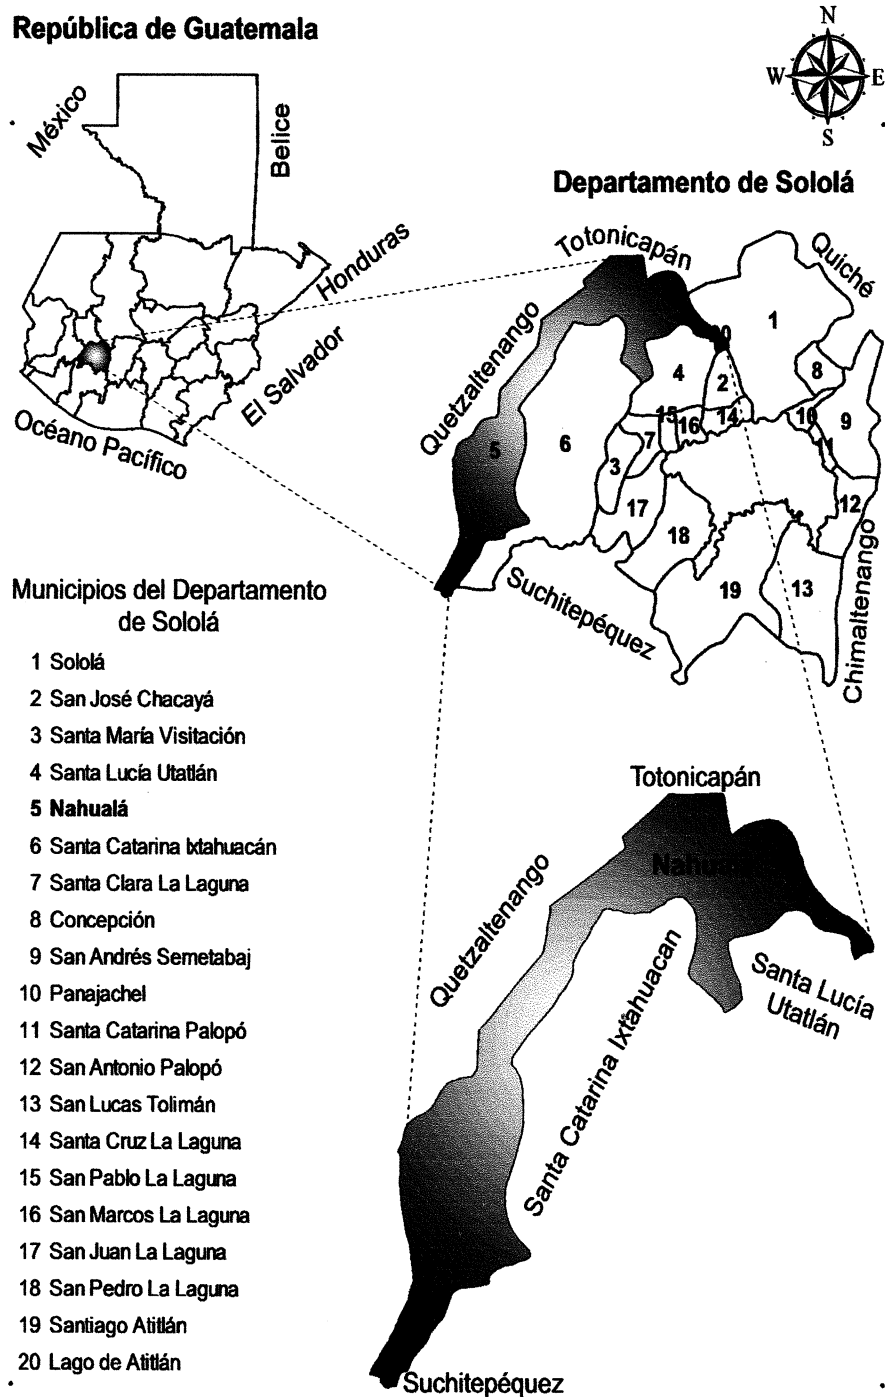 República de Guatemala
N
W
E
S
México
Belice
Honduras
El Salvador
Océano Pacífico
Departamento de Sololá
Totonicapán
Quiché
Quetzaltenango
Suchitepéquez
Chimaltenango
1
20
4
2
8
9
15
16
14
10
11
5
6
7
3
17
12
18
19
13
Municipios del Departamento
de Sololá
1 Sololá
2 San José Chacayá
3 Santa María Visitación
4 Santa Lucía Utatlán
5 Nahualá
6 Santa Catarina Ixtahuacán
7 Santa Clara La Laguna
8 Concepción
9 San Andrés Semetabaj
10 Panajachel
11 Santa Catarina Palopó
12 San Antonio Palopó
13 San Lucas Tolimán
14 Santa Cruz La Laguna
15 San Pablo La Laguna
16 San Marcos La Laguna
17 San Juan La Laguna
18 San Pedro La Laguna
19 Santiago Atitlán
20 Lago de Atitlán
Totonicapán
Nahualá
Quetzaltenango
Santa Catarina Ixtahuacan
Santa Lucía
Utatlán
Suchitepéquez